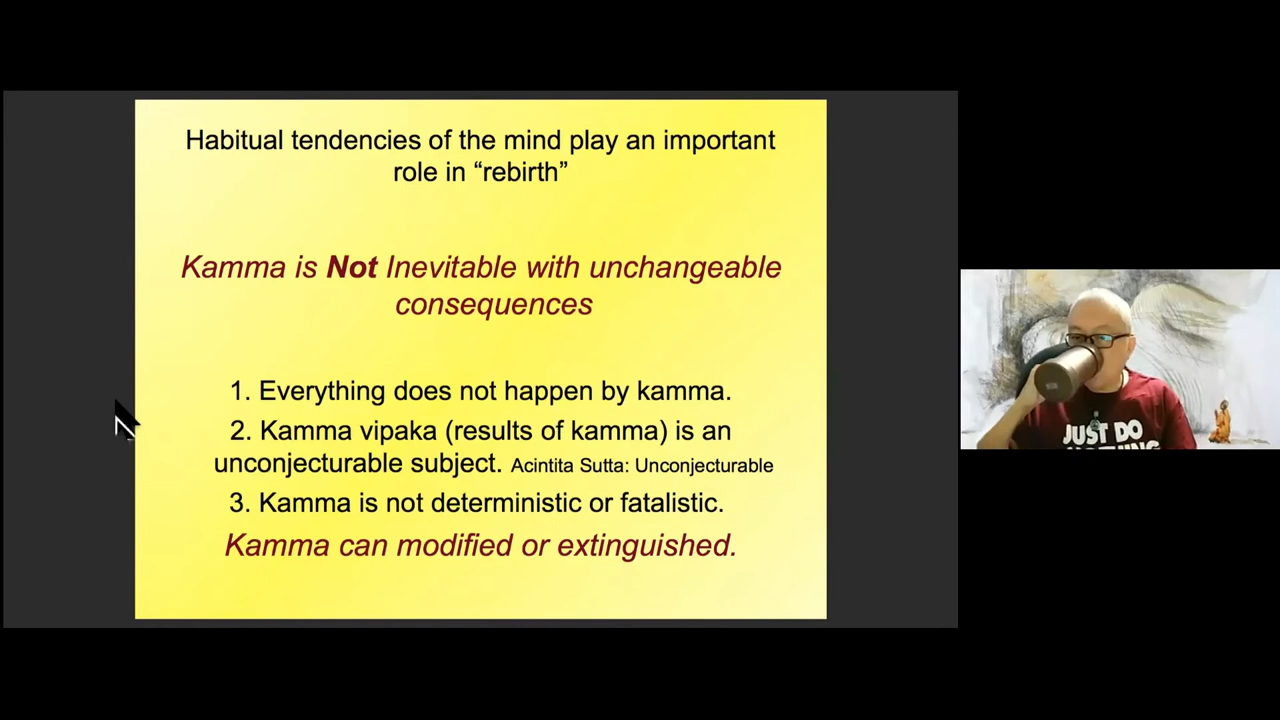 Habitual tendencies of the mind play an important
role in “rebirth”
Kamma is Not Inevitable with unchangeable
consequences
1. Everything does not happen by kamma.
2. Kamma vipaka (results of kamma) is an
unconjecturable subject. Acintita Sutta: Unconjecturable
3. Kamma is not deterministic or fatalistic.
Kamma can modified or extinguished.
JUST DO